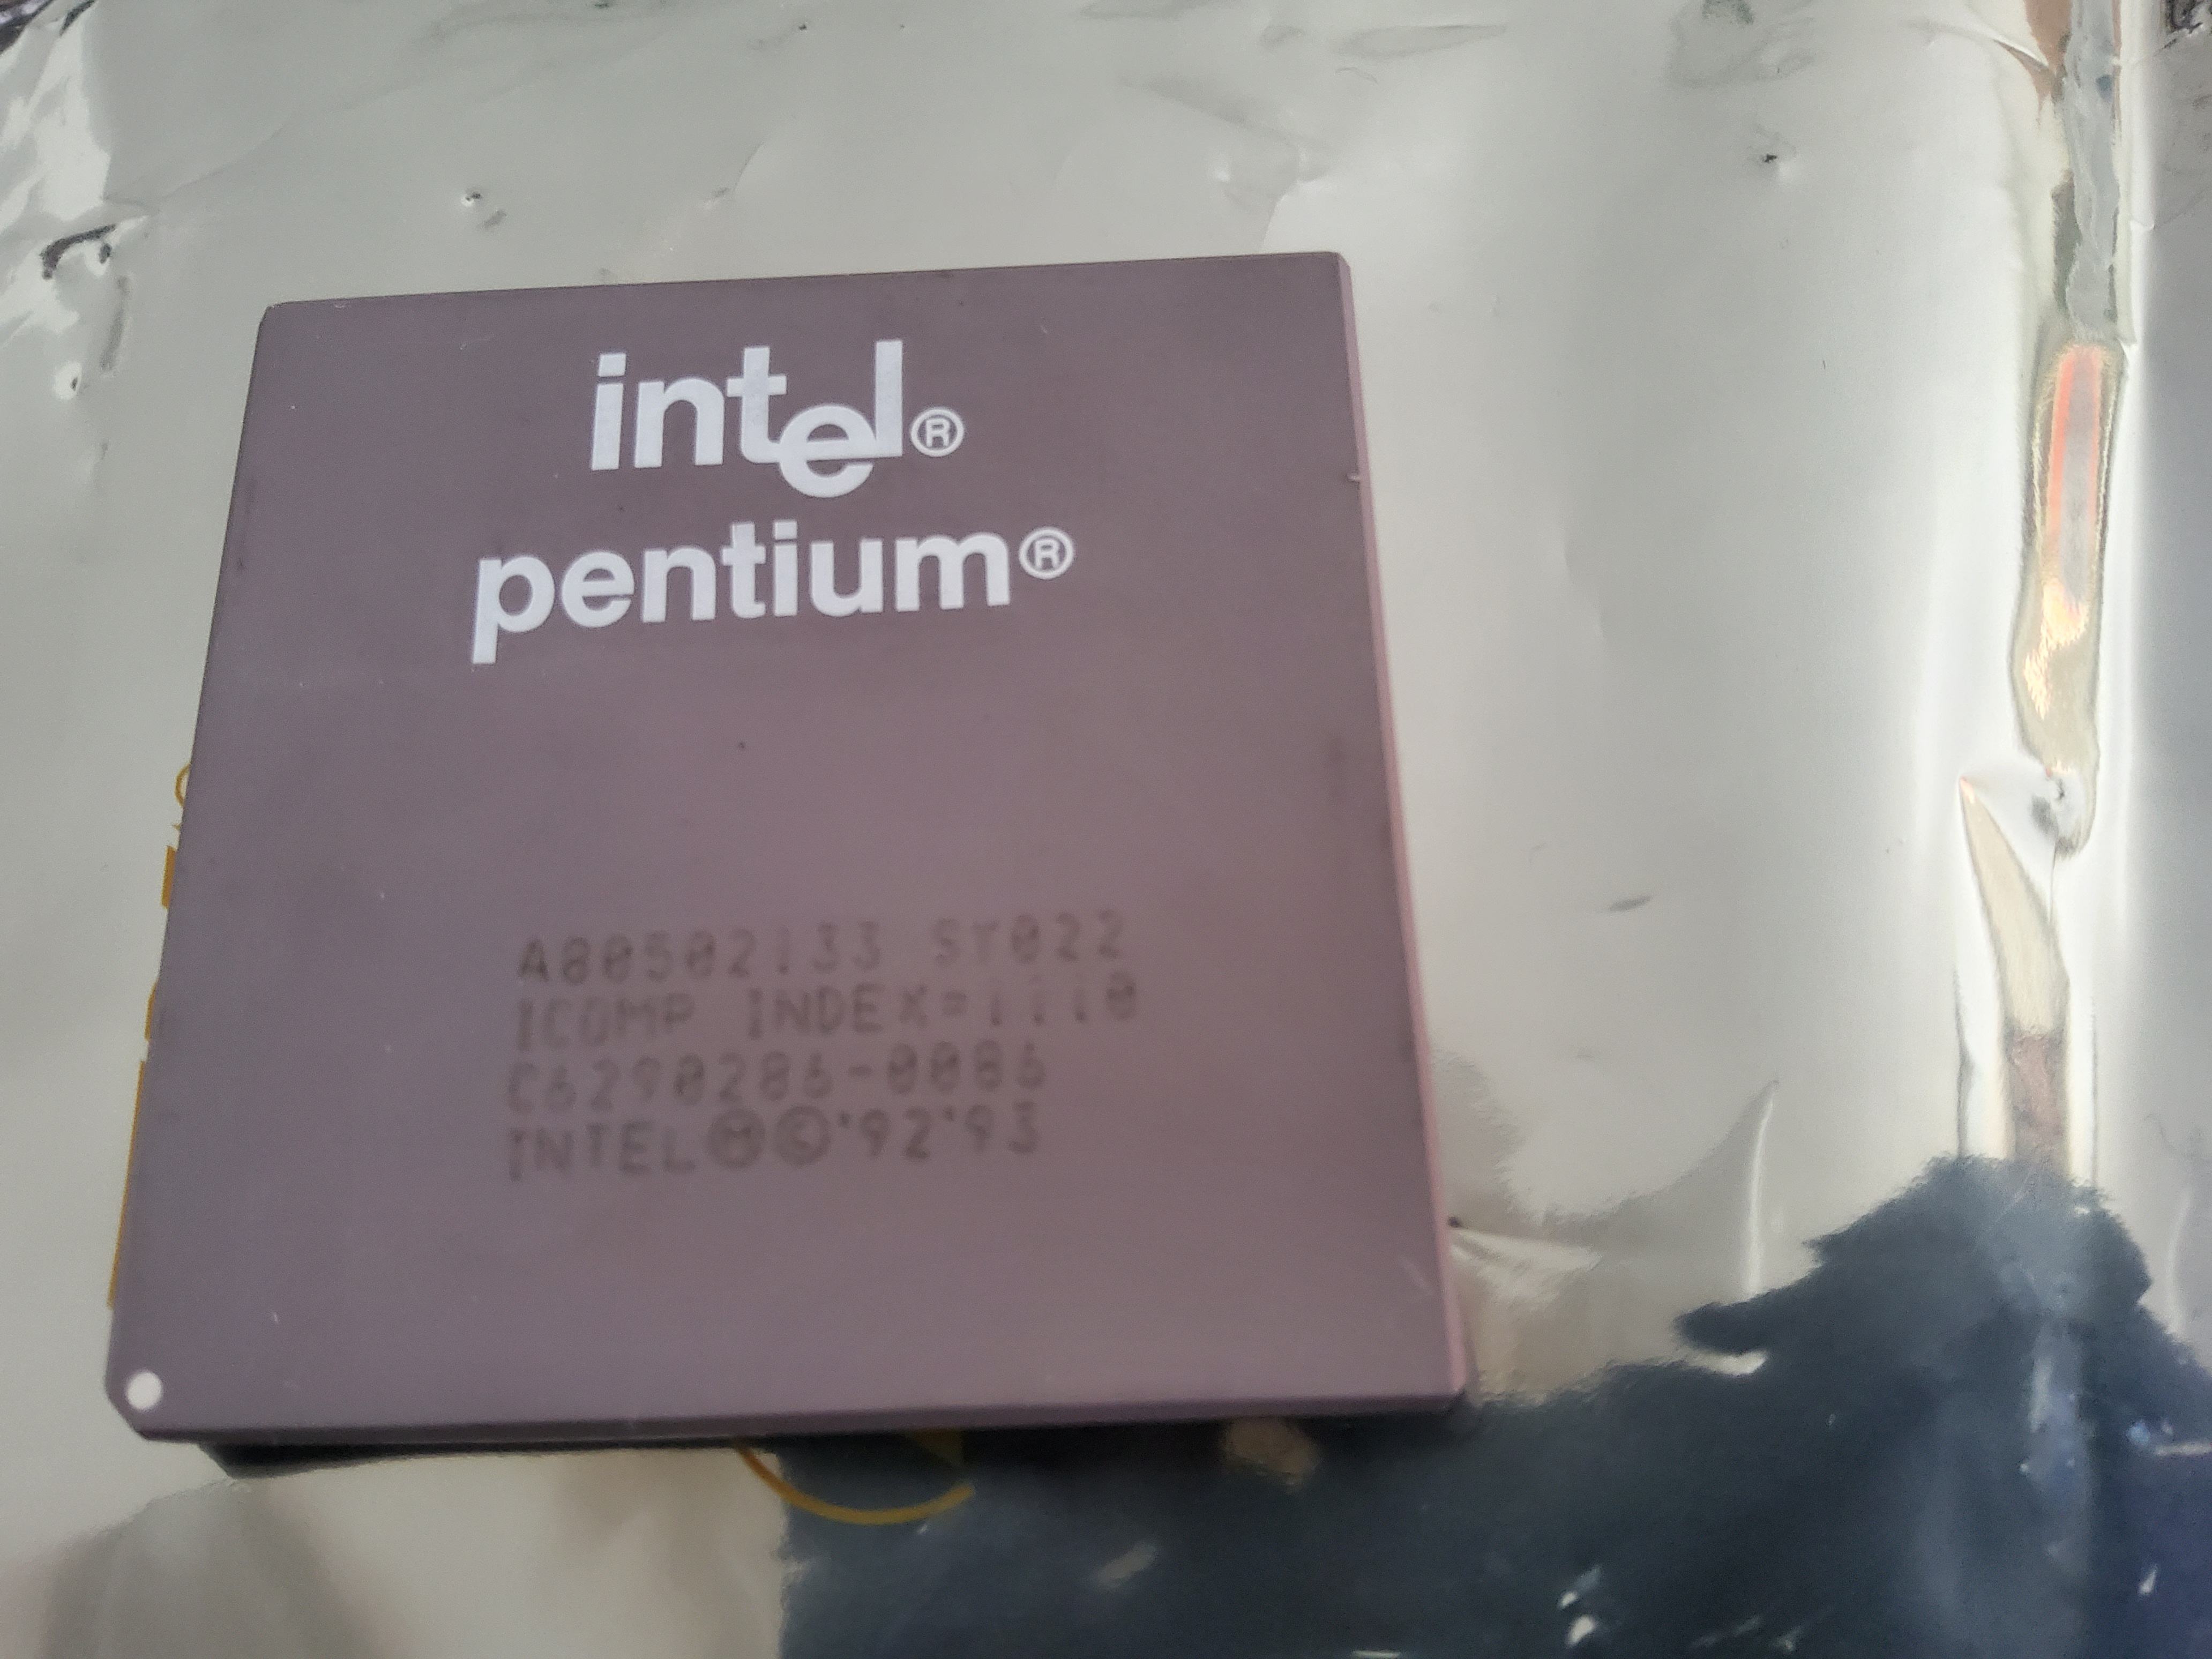 intel®
pentium®
A80502133 SY022
ICOMP INDEX=1110
C6290286-0086
INTEL Ⓜ©'92'93